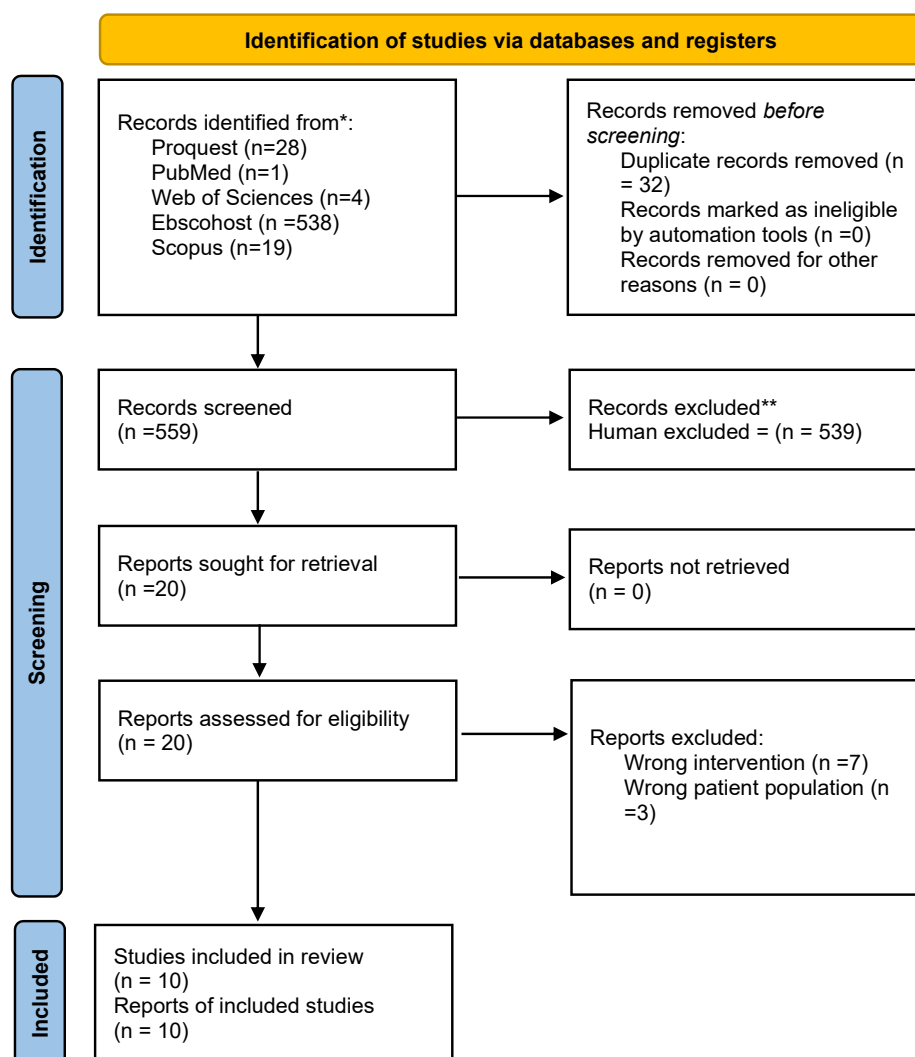 Identification of studies via databases and registers
Identification
Records identified from*:
Proquest (n=28)
PubMed (n=1)
Web of Sciences (n=4)
Ebscohost (n =538)
Scopus (n=19)
Records removed before
screening:
Duplicate records removed (n
= 32)
Records marked as ineligible
by automation tools (n =0)
Records removed for other
reasons (n = 0)
Screening
Records screened
(n =559)
Records excluded**
Human excluded = (n = 539)
Reports sought for retrieval
(n =20)
Reports not retrieved
(n = 0)
Reports assessed for eligibility
(n = 20)
Reports excluded:
Wrong intervention (n =7)
Wrong patient population (n
=3)
Included
Studies included in review
(n = 10)
Reports of included studies
(n = 10)